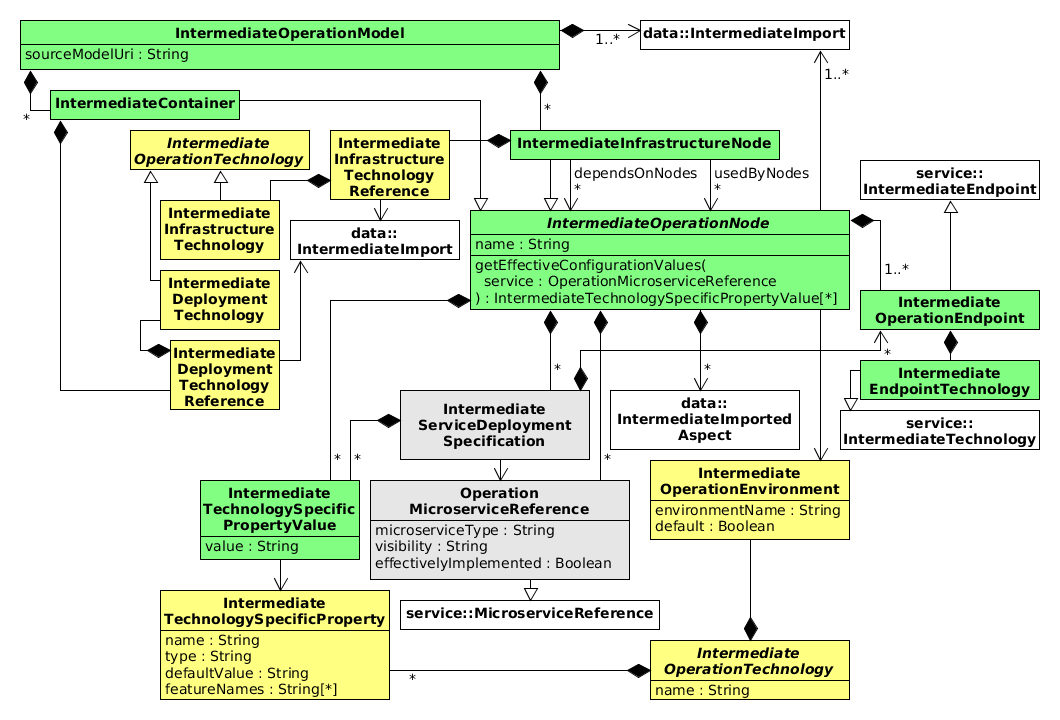 IntermediateOperationModel
sourceModelUri : String
1..*
data::IntermediateImport
1..*
*
IntermediateContainer
*
Intermediate
OperationTechnology
Intermediate
Infrastructure
Technology
Reference
IntermediateInfrastructureNode
dependsOnNodes
*
usedByNodes
*
service::
IntermediateEndpoint
Intermediate
Infrastructure
Technology
data::
IntermediateImport
IntermediateOperationNode
name : String
getEffectiveConfigurationValues(
service : OperationMicroserviceReference
) : IntermediateTechnologySpecificPropertyValue[*]
1..*
Intermediate
Deployment
Technology
Intermediate
OperationEndpoint
*
Intermediate
Deployment
Technology
Reference
*
*
Intermediate
EndpointTechnology
Intermediate
ServiceDeployment
Specification
data::
IntermediateImported
Aspect
service::
IntermediateTechnology
*
*
*
Intermediate
TechnologySpecific
PropertyValue
value : String
Operation
MicroserviceReference
microserviceType : String
visibility : String
effectivelyImplemented : Boolean
Intermediate
OperationEnvironment
environmentName : String
default : Boolean
Intermediate
TechnologySpecificProperty
name : String
type : String
defaultValue : String
featureNames : String[*]
service::MicroserviceReference
*
Intermediate
OperationTechnology
name : String